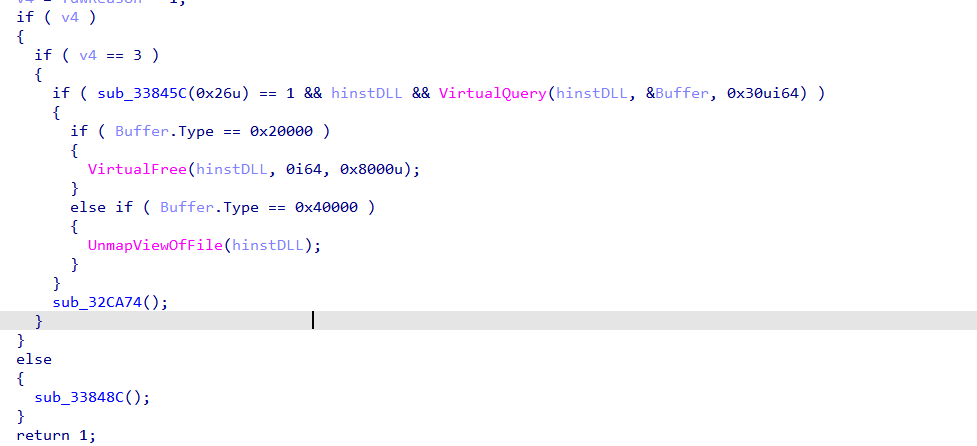 v4 = fdwReason - 1;
if ( v4 )
{
if ( v4 == 3 )
{
if ( sub_33845C(0x26u) == 1 && hinstDLL && VirtualQuery(hinstDLL, &Buffer, 0x30ui64) )
{
if ( Buffer.Type == 0x20000 )
{
VirtualFree(hinstDLL, 0i64, 0x8000u);
}
else if ( Buffer.Type == 0x40000 )
{
UnmapViewOfFile(hinstDLL);
}
}
sub_32CA74();
}
}
else
{
sub_33848C();
}
return 1;